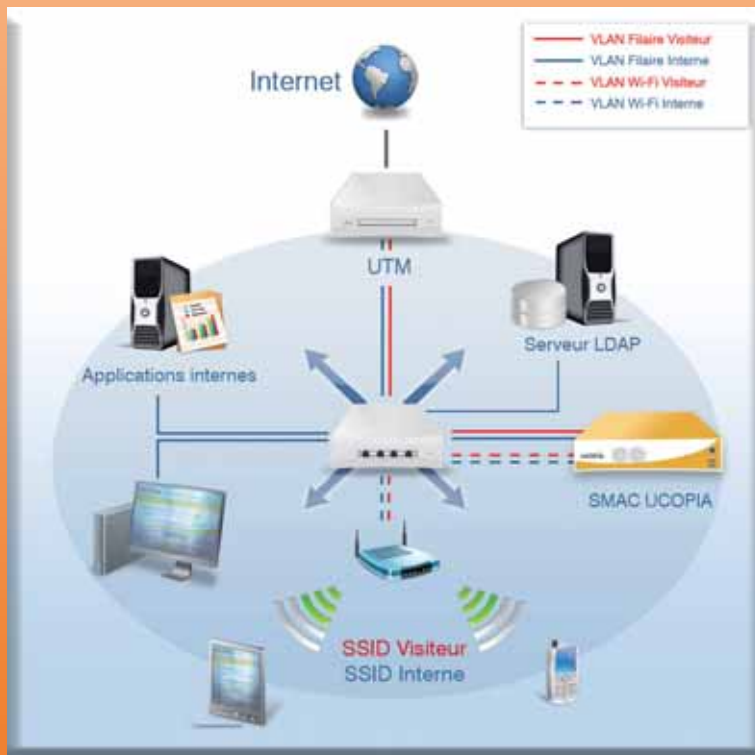 Internet
VLAN Filaire Visiteur
VLAN Filaire Interne
VLAN Wi-Fi Visiteur
VLAN Wi-Fi Interne
UTM
Applications internes
Serveur LDAP
SMAC UCOPIA
SSID Visiteur
SSID Interne